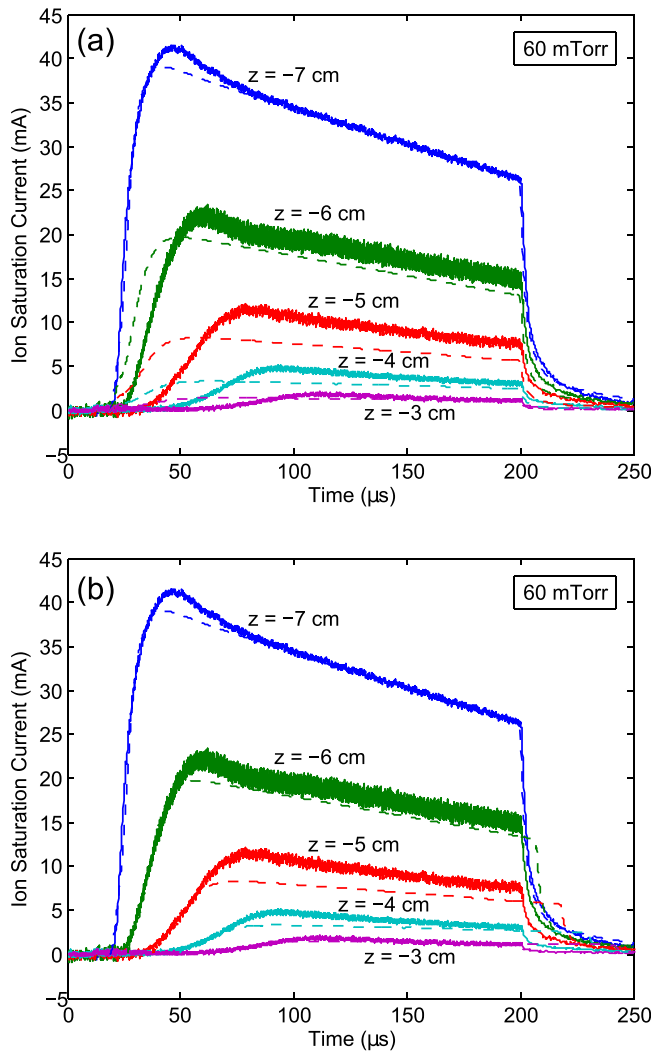 (a)
60 mTorr
z = −7 cm
z = −6 cm
z = −5 cm
z = −4 cm
z = −3 cm
Ion Saturation Current (mA)
45
40
35
30
25
20
15
10
5
0
−5
0 50 100 150 200 250
Time (μs)
(b)
60 mTorr
z = −7 cm
z = −6 cm
z = −5 cm
z = −4 cm
z = −3 cm
Ion Saturation Current (mA)
45
40
35
30
25
20
15
10
5
0
−5
0 50 100 150 200 250
Time (μs)